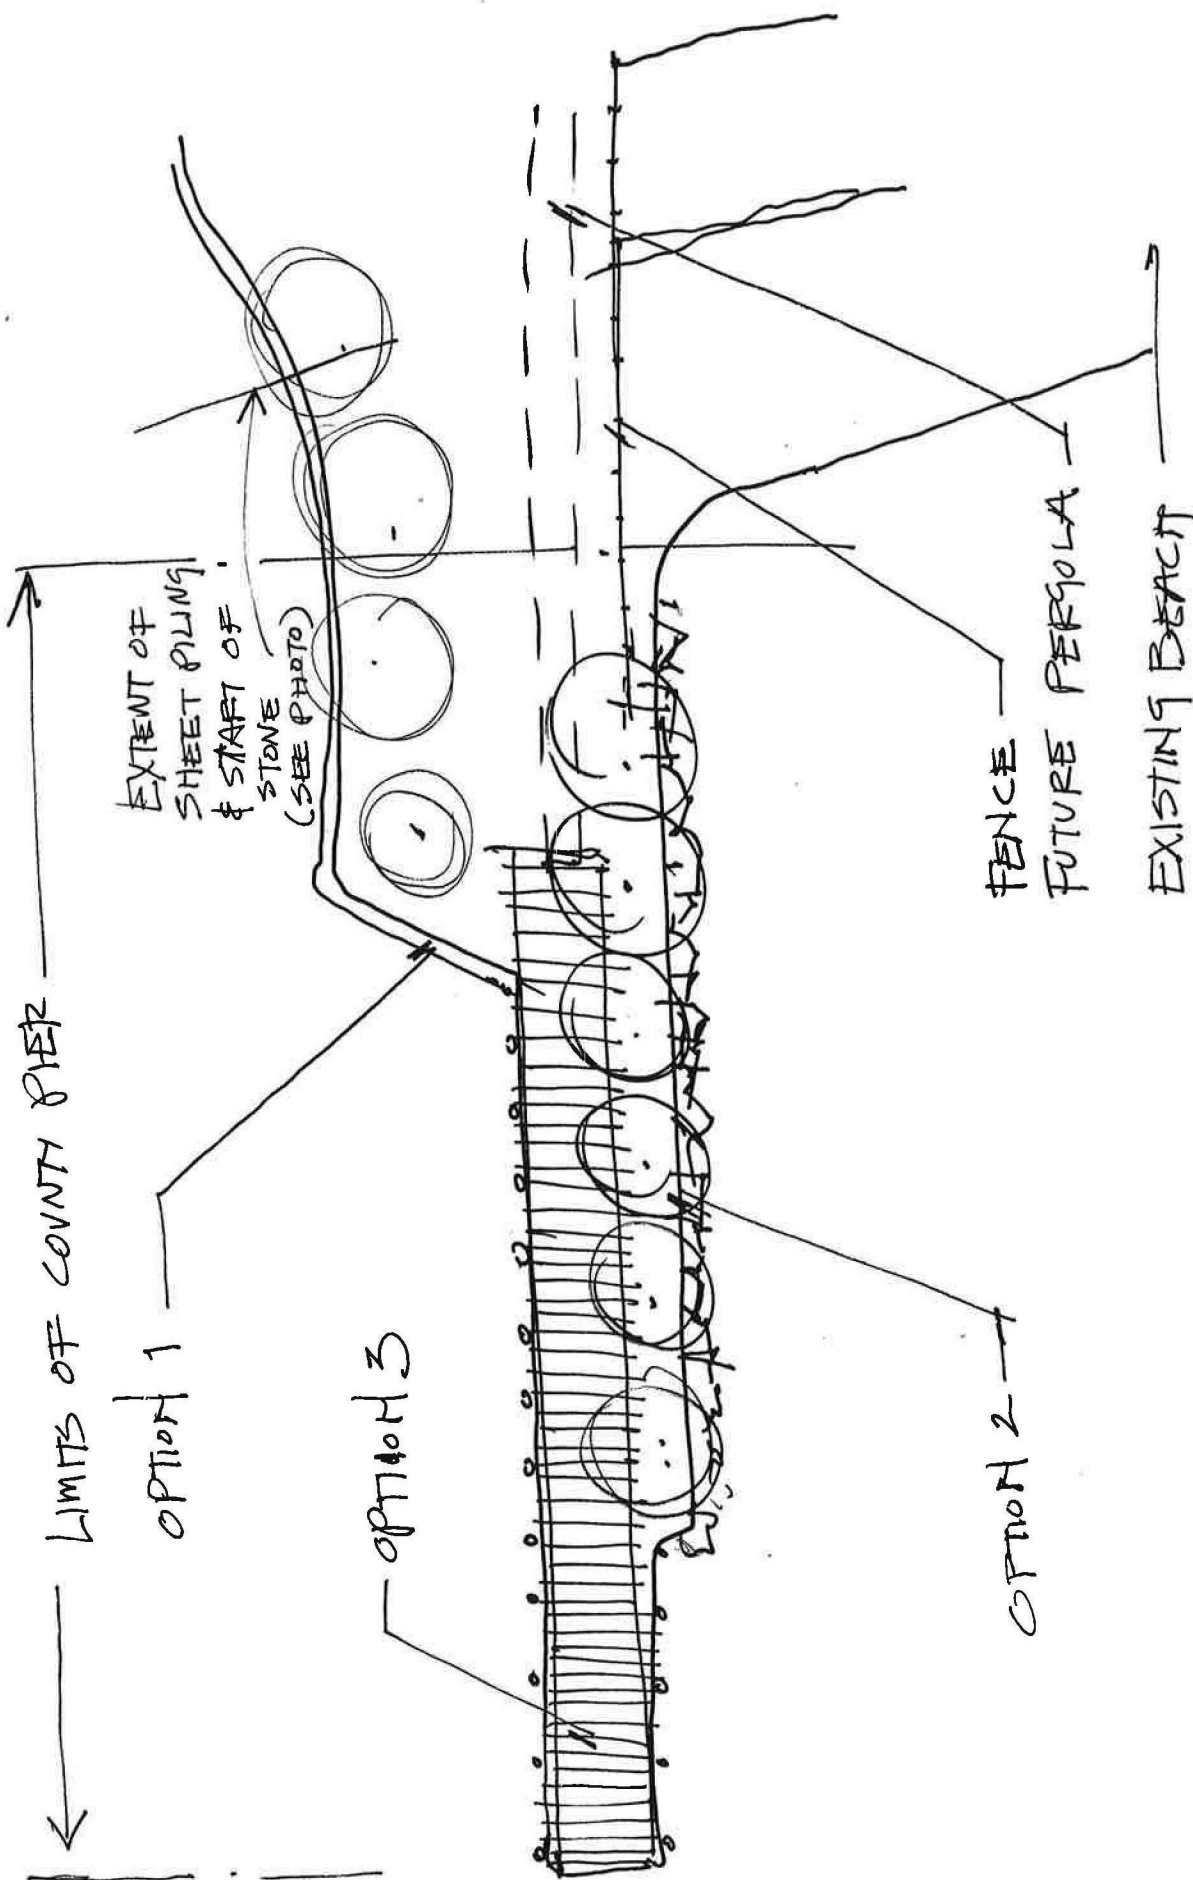 LIMITS OF COUNTY PIER
OPTION 1
EXTENT OF
SHEET PILING
& START OF
STONE
(SEE PHOTO)
OPTION 3
OPTION 2
FENCE
FUTURE PERGOLA
EXISTING BEACH